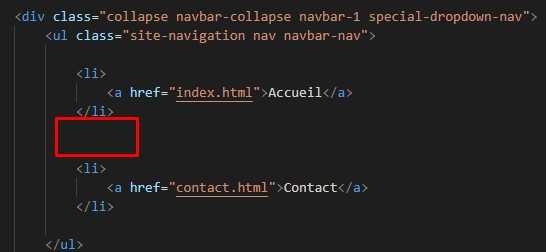 <div class="collapse navbar-collapse navbar-1 special-dropdown-nav">
<ul class="site-navigation nav navbar-nav">
<li>
<a href="index.html">Accueil</a>
</li>
<li>
<a href="contact.html">Contact</a>
</li>
</ul>